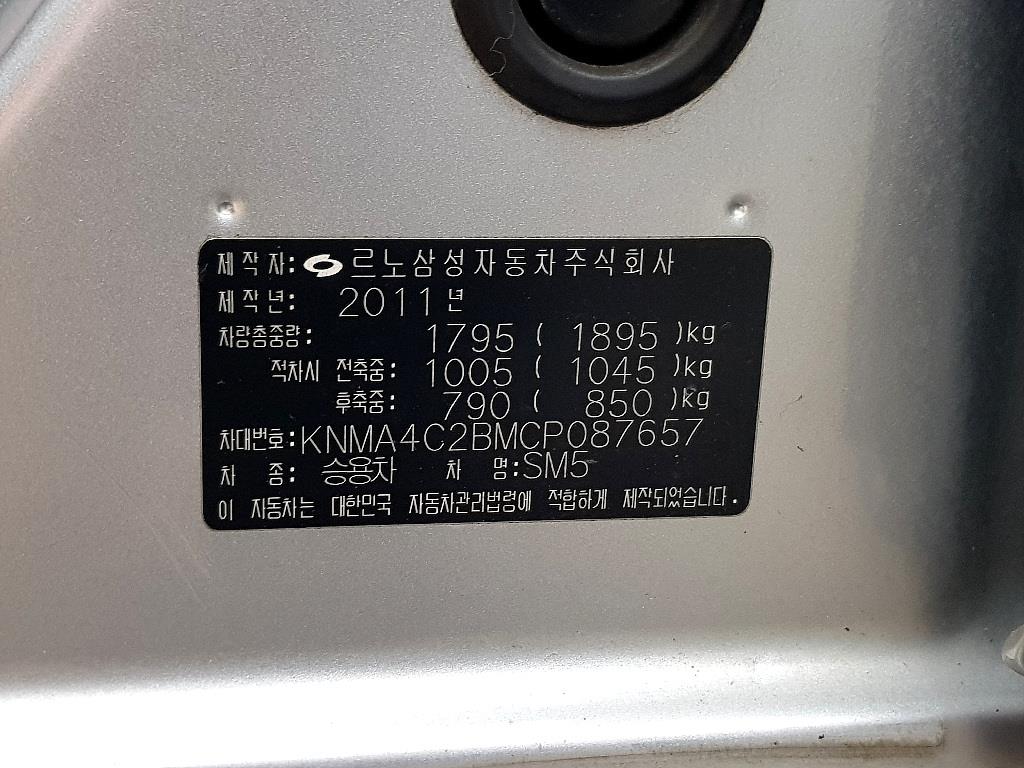 제 작 자: 르노삼성자동차주식회사
제 작 년: 2011년
차량총중량: 1795 ( 1895 )kg
적차시 전축중: 1005 ( 1045 )kg
후축중: 790 ( 850 )kg
차대번호:KNMA4C2BMCP087657
차 종: 승용차 차 명:SM5
이 자동차는 대한민국 자동차관리법령에 적합하게 제작되었습니다.